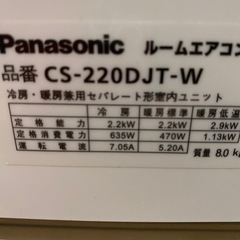 Panasonic ルームエアコン
品番 CS-220DJT-W
冷房・暖房兼用セパレート形室内ユニット
冷房 暖房標準 暖房低温
定格能力 2.2kW 2.2kW 2.9kW
定格消費電力 635W 470W 1.13kW
運転電流 7.05A 5.20A
質量 8.0